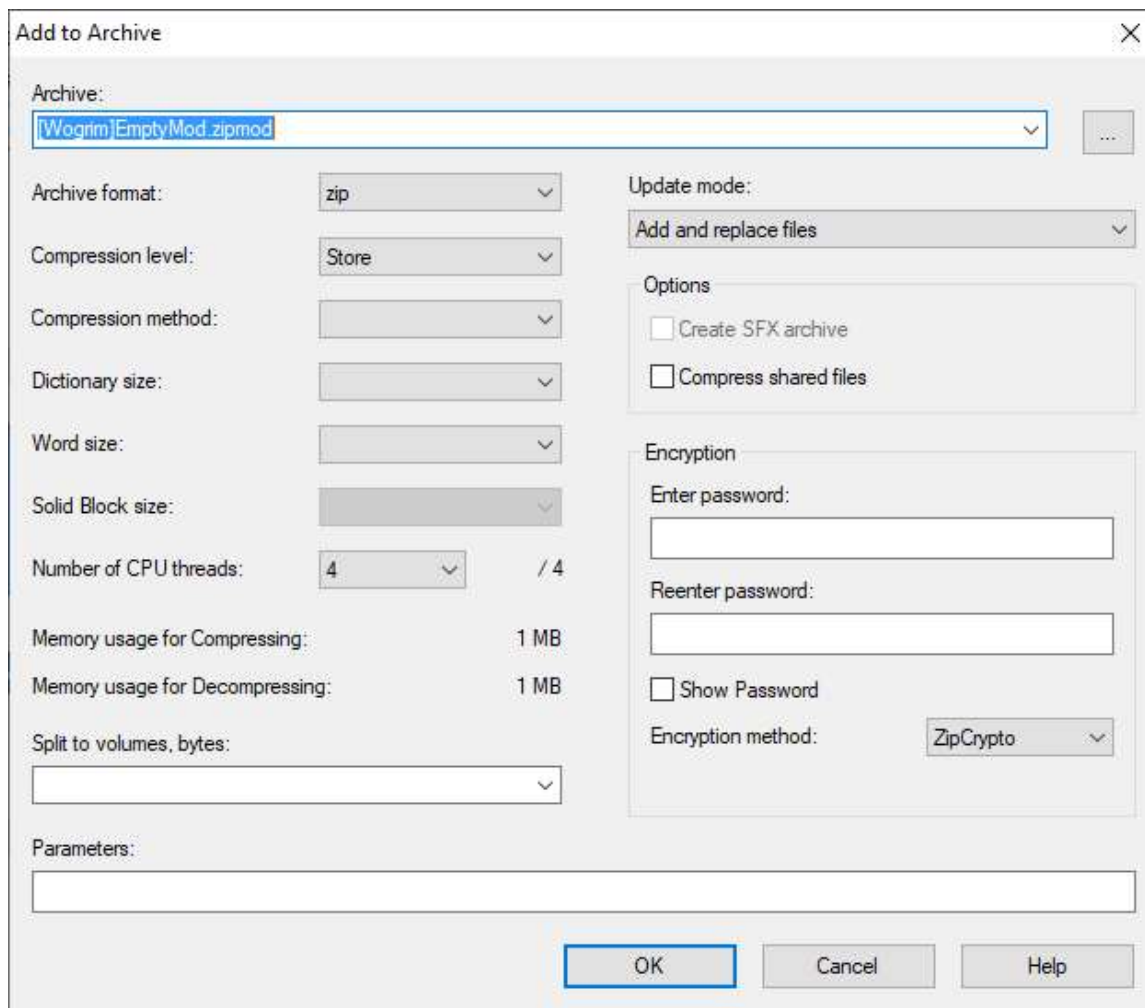 Add to Archive
Archive:
[Wogrim]EmptyMod.zipmod
...
Archive format:
zip
Compression level:
Store
Compression method:
Dictionary size:
Word size:
Solid Block size:
Number of CPU threads:
4
/ 4
Memory usage for Compressing:
1 MB
Memory usage for Decompressing:
1 MB
Split to volumes, bytes:
Update mode:
Add and replace files
Options
Create SFX archive
Compress shared files
Encryption
Enter password:
Reenter password:
Show Password
Encryption method:
ZipCrypto
Parameters:
OK
Cancel
Help